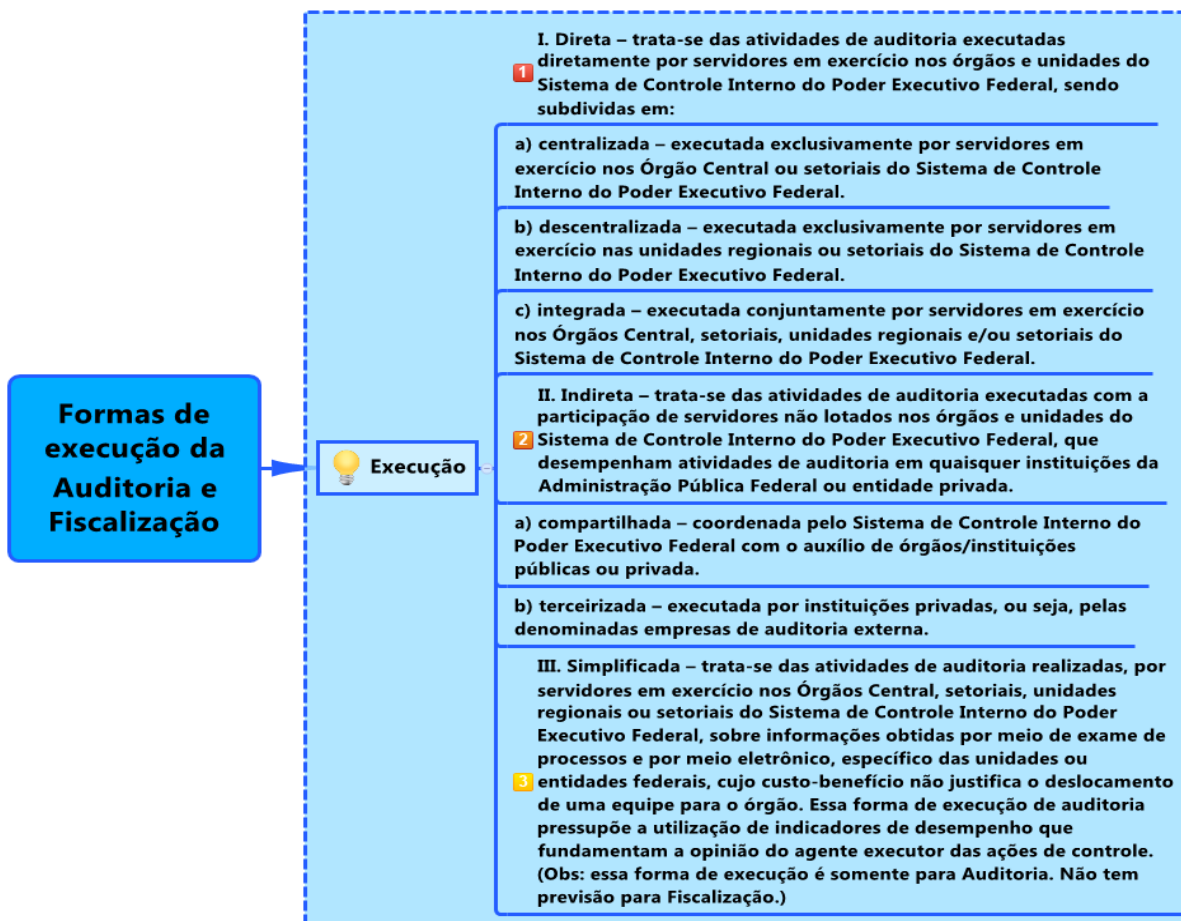 Formas de
execução da
Auditoria e
Fiscalização
Execução
I. Direta – trata-se das atividades de auditoria executadas
1 diretamente por servidores em exercício nos órgãos e unidades do
Sistema de Controle Interno do Poder Executivo Federal, sendo
subdividas em:
a) centralizada – executada exclusivamente por servidores em
exercício nos Órgão Central ou setoriais do Sistema de Controle
Interno do Poder Executivo Federal.
b) descentralizada – executada exclusivamente por servidores em
exercício nas unidades regionais ou setoriais do Sistema de Controle
Interno do Poder Executivo Federal.
c) integrada – executada conjuntamente por servidores em exercício
nos Órgãos Central, setoriais, unidades regionais e/ou setoriais do
Sistema de Controle Interno do Poder Executivo Federal.
II. Indireta – trata-se das atividades de auditoria executadas com a
participação de servidores não lotados nos órgãos e unidades do
2 Sistema de Controle Interno do Poder Executivo Federal, que
desempenham atividades de auditoria em quaisquer instituições da
Administração Pública Federal ou entidade privada.
a) compartilhada – coordenada pelo Sistema de Controle Interno do
Poder Executivo Federal com o auxílio de órgãos/instituições
públicas ou privada.
b) terceirizada – executada por instituições privadas, ou seja, pelas
denominadas empresas de auditoria externa.
III. Simplificada – trata-se das atividades de auditoria realizadas, por
servidores em exercício nos Órgãos Central, setoriais, unidades
regionais ou setoriais do Sistema de Controle Interno do Poder
Executivo Federal, sobre informações obtidas por meio de exame de
processos e por meio eletrônico, específico das unidades ou
3 entidades federais, cujo custo-benefício não justifica o deslocamento
de uma equipe para o órgão. Essa forma de execução de auditoria
pressupõe a utilização de indicadores de desempenho que
fundamentam a opinião do agente executor das ações de controle.
(Obs: essa forma de execução é somente para Auditoria. Não tem
previsão para Fiscalização.)